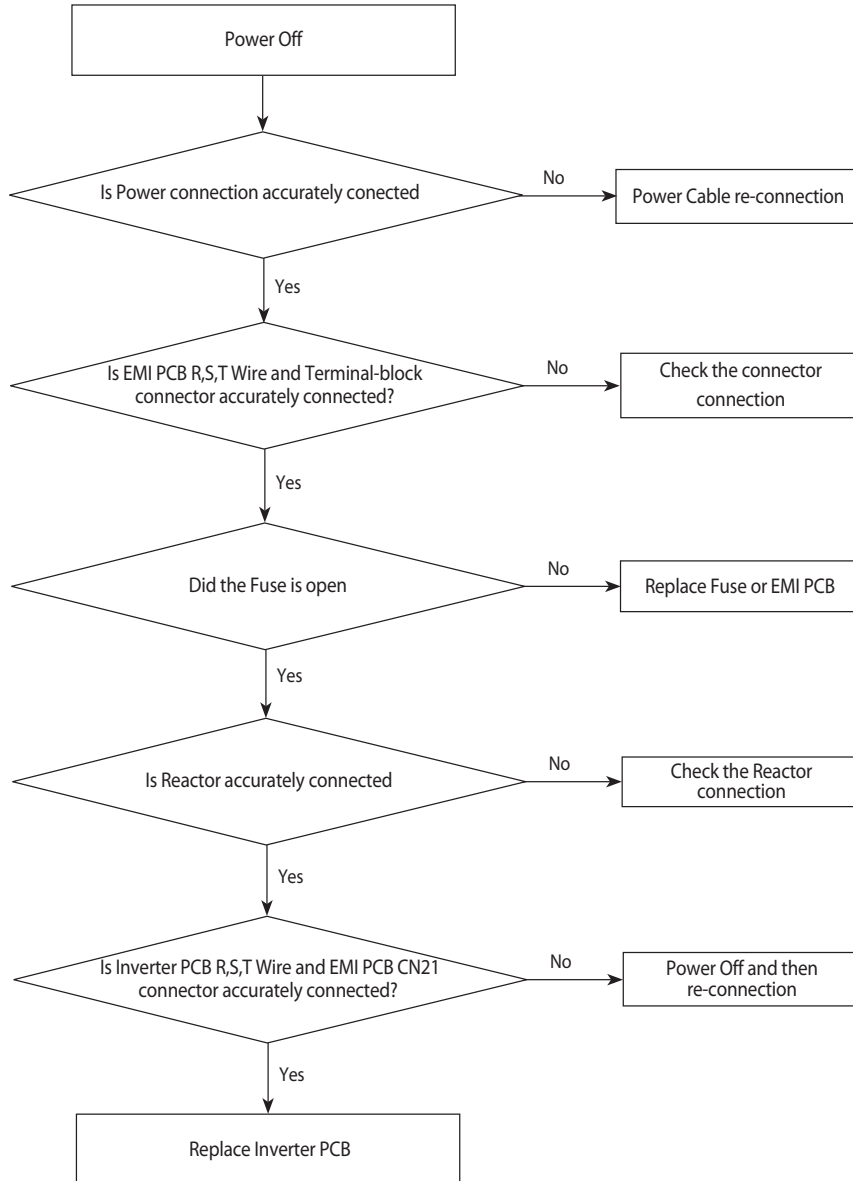 Power Off
Is Power connection accurately conected
No
Power Cable re-connection
Yes
Is EMI PCB R,S,T Wire and Terminal-block
connector accurately connected?
No
Check the connector
connection
Yes
Did the Fuse is open
No
Replace Fuse or EMI PCB
Yes
Is Reactor accurately connected
No
Check the Reactor
connection
Yes
Is Inverter PCB R,S,T Wire and EMI PCB CN21
connector accurately connected?
No
Power Off and then
re-connection
Yes
Replace Inverter PCB